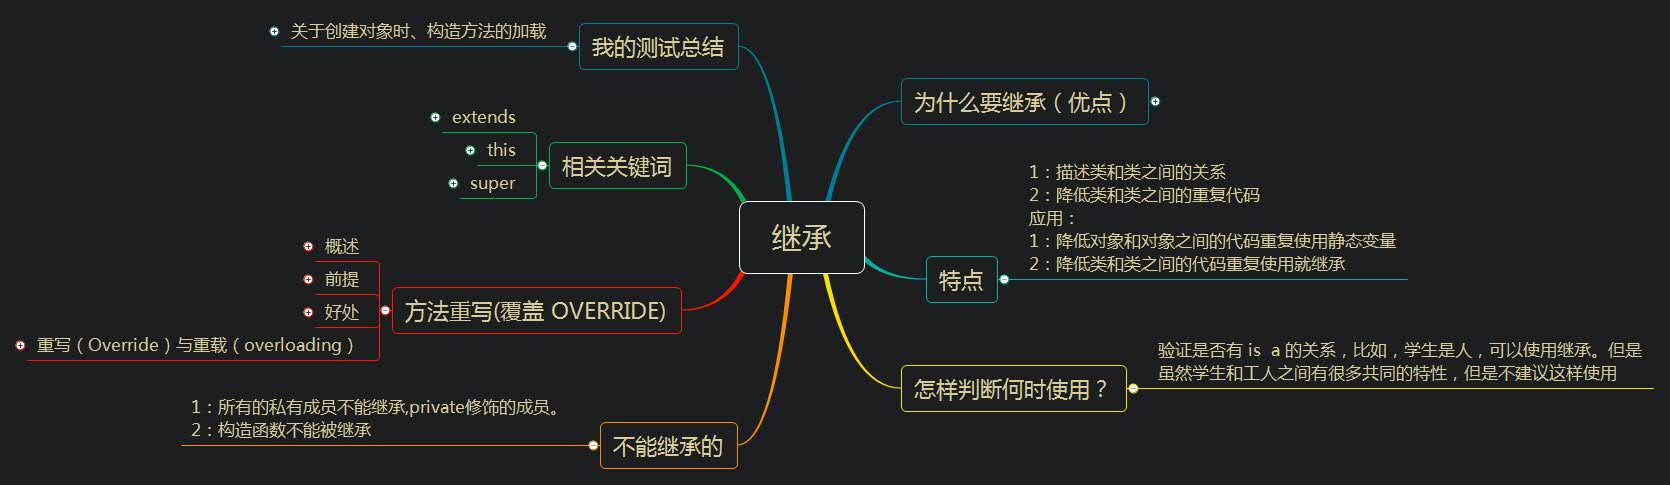 关于创建对象时、构造方法的加载
我的测试总结
为什么要继承（优点）
extends
this
super
相关关键词
1：描述类和类之间的关系
2：降低类和类之间的重复代码
应用：
1：降低对象和对象之间的代码重复使用静态变量
2：降低类和类之间的代码重复使用就继承
特点
继承
概述
前提
好处
重写（Override）与重载（overloading）
方法重写(覆盖 OVERRIDE)
验证是否有 is a 的关系，比如，学生是人，可以使用继承。但是
虽然学生和工人之间有很多共同的特性，但是不建议这样使用
怎样判断何时使用？
1：所有的私有成员不能继承,private修饰的成员。
2：构造函数不能被继承
不能继承的